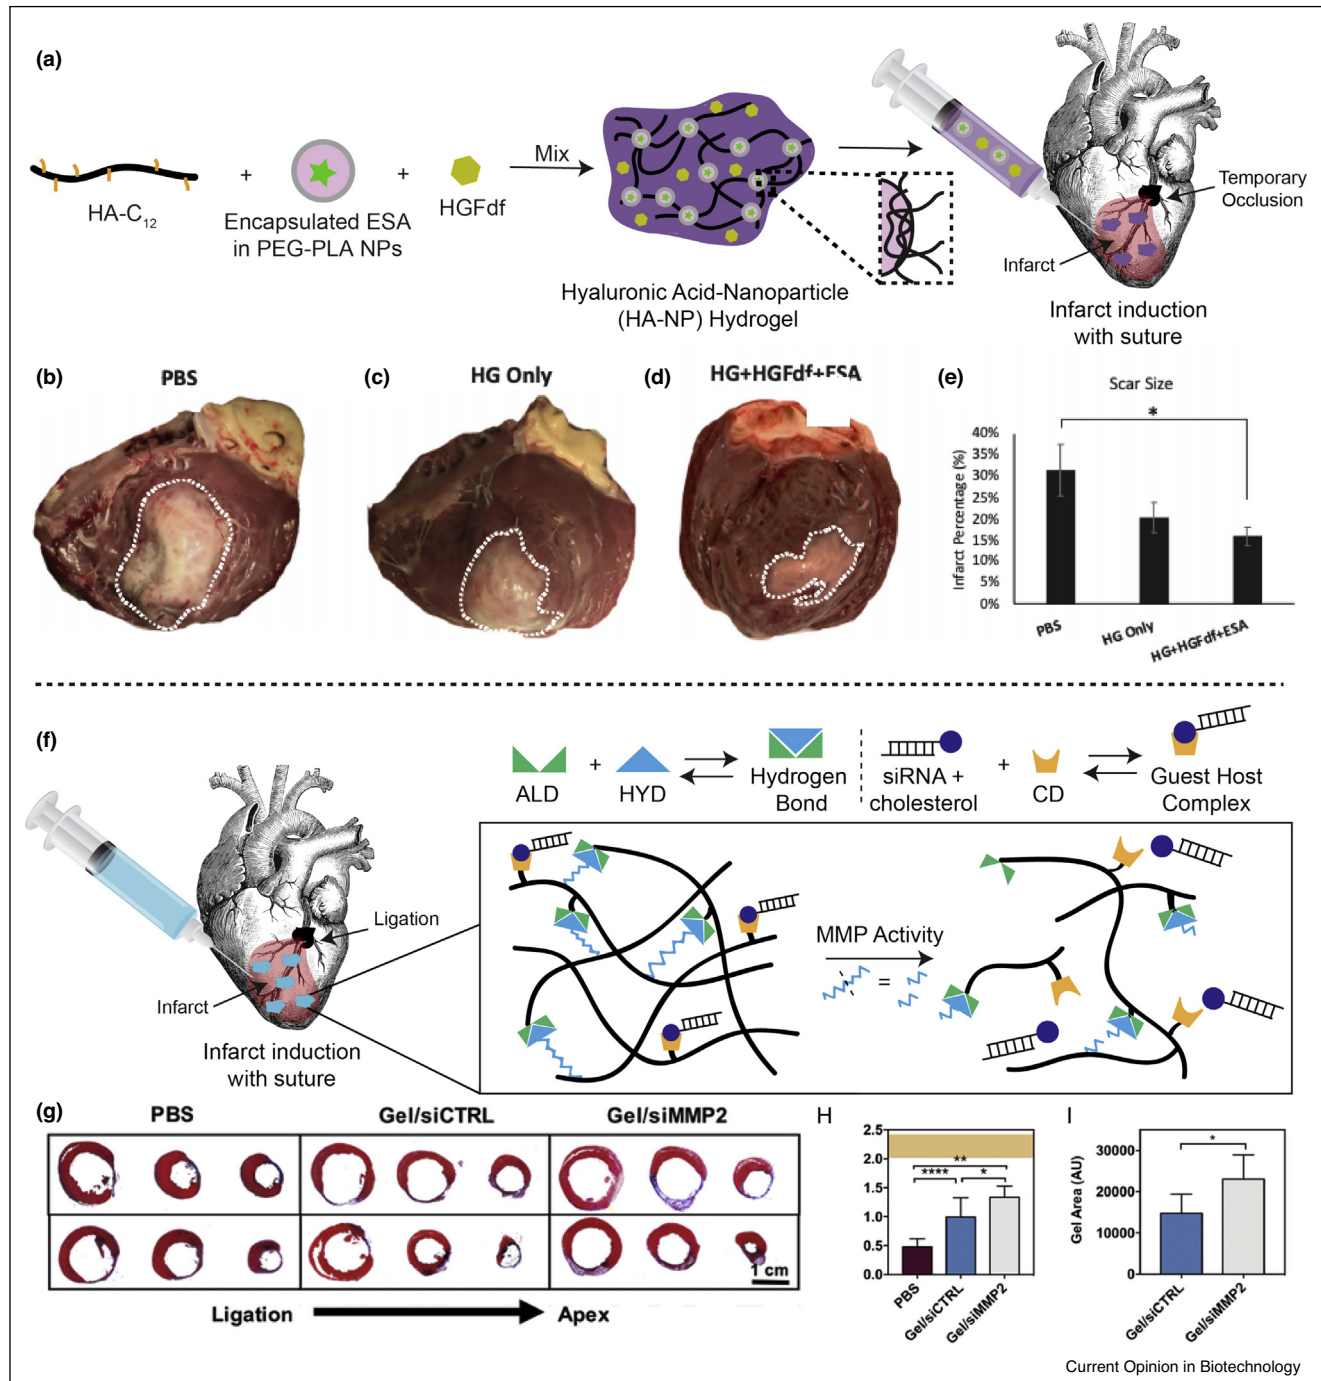 (a)
HA-C12
+
Encapsulated ESA
in PEG-PLA NPs
+
HGFdf
Mix
Hyaluronic Acid-Nanoparticle
(HA-NP) Hydrogel
Temporary
Occlusion
Infarct
Infarct induction
with suture
(b)
PBS
(c)
HG Only
(d)
HG+HGFdf+ESA
(e)
Scar Size
*
Infarct Percentage (%)
40%
35%
30%
25%
20%
15%
10%
5%
0%
PBS
HG Only
HG+HGFdf+ESA
(f)
ALD
+
HYD
Hydrogen
Bond
siRNA +
cholesterol
+
CD
Guest Host
Complex
Ligation
Infarct
Infarct induction
with suture
MMP Activity
=
(g)
PBS
Gel/siCTRL
Gel/siMMP2
1 cm
Ligation
Apex
H
2.5
2.0
1.5
1.0
0.5
0.0
**
****
*
PBS
Gel/siCTRL
Gel/siMMP2
I
Gel Area (AU)
30000
20000
10000
0
*
Gel/siCTRL
Gel/siMMP2
Current Opinion in Biotechnology